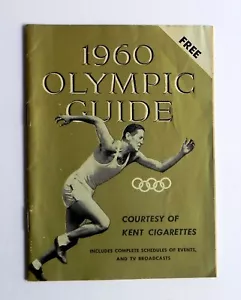 FREE
1960
OLYMPIC
GUIDE
COURTESY OF
KENT CIGARETTES
INCLUDES COMPLETE SCHEDULES OF EVENTS,
AND TV BROADCASTS